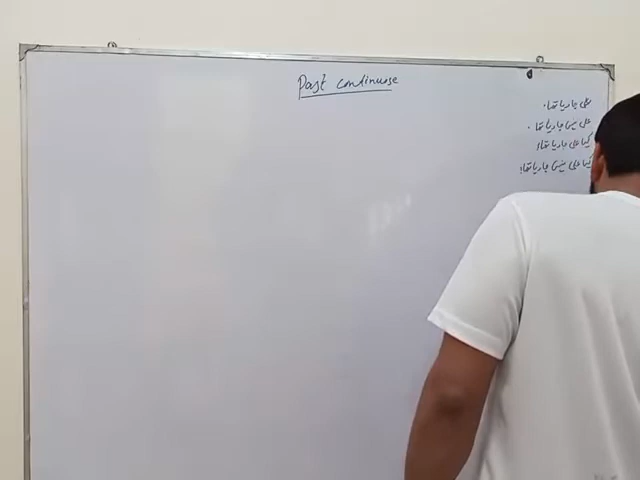 Past continuose
علی جا رہا تھا۔
علی نہیں جا رہا تھا۔
کیا علی جا رہا تھا؟
کیا علی نہیں جا رہا تھا؟